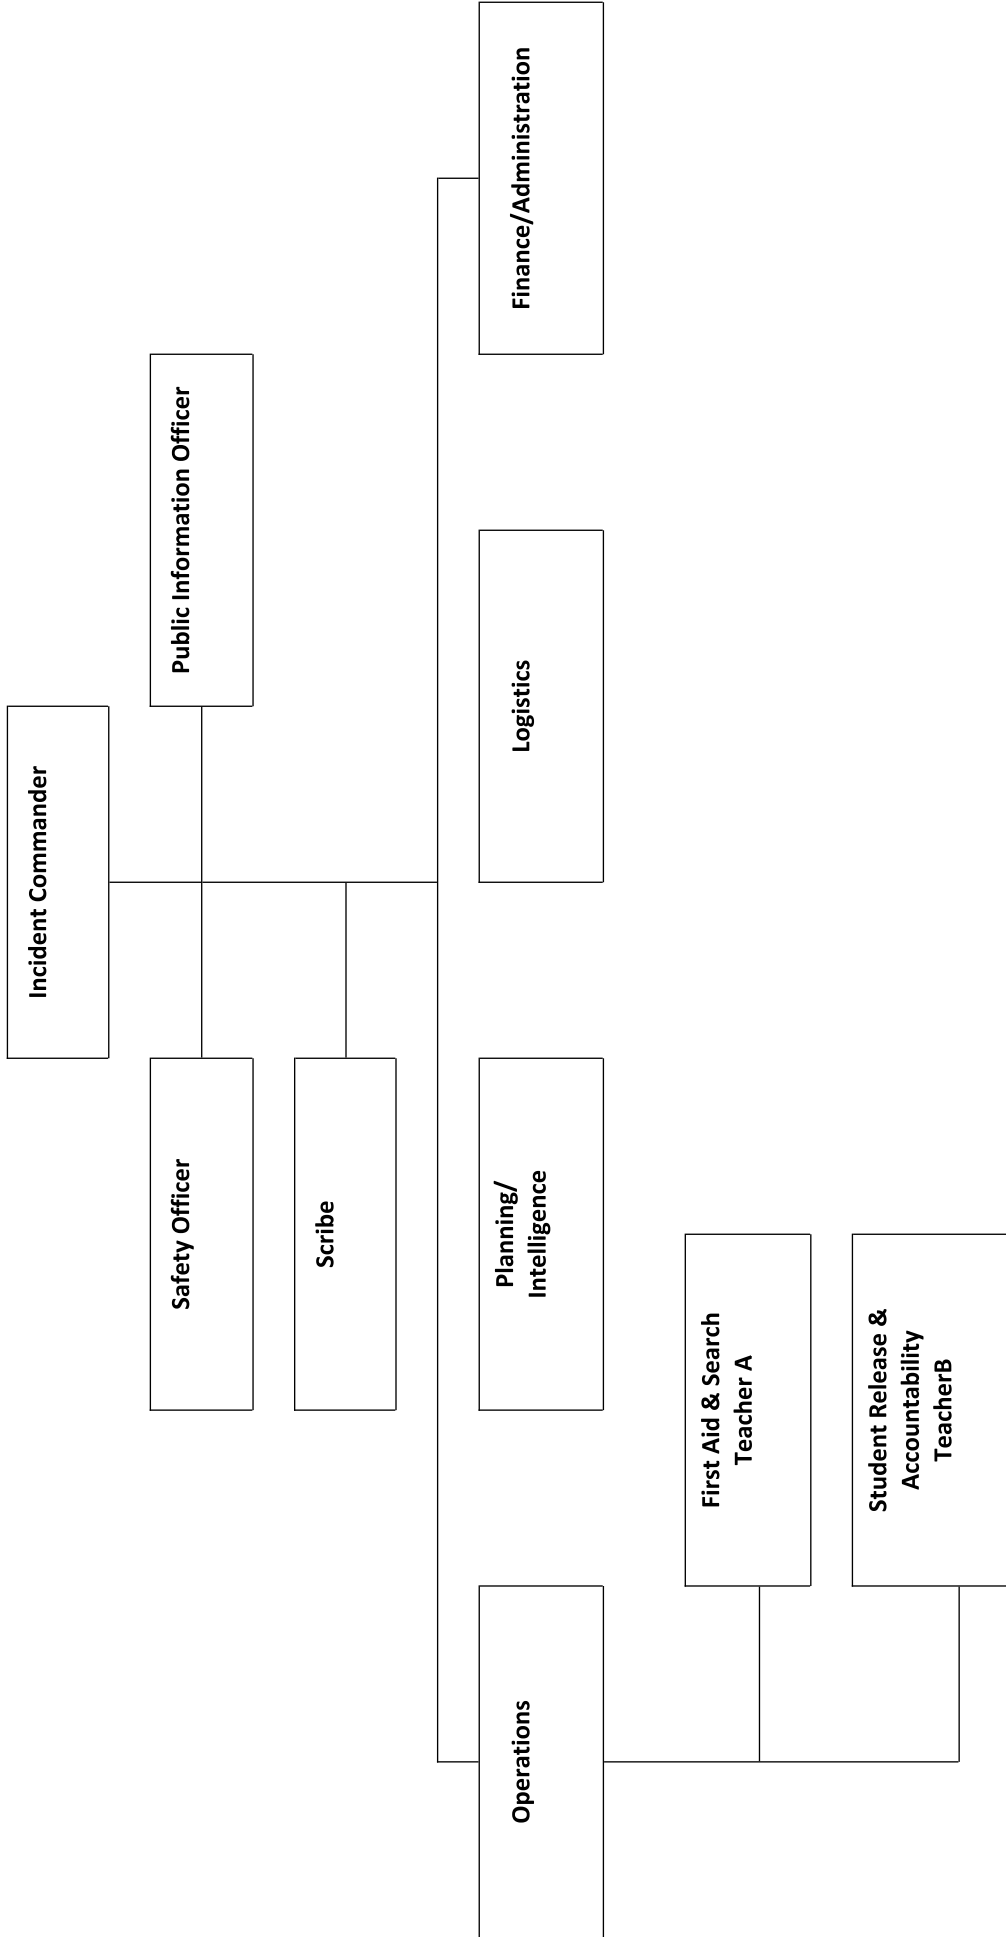 Incident Commander
Safety Officer
Public Information Officer
Scribe
Operations
Planning/
Intelligence
Logistics
Finance/Administration
First Aid & Search
Teacher A
Student Release &
Accountability
TeacherB